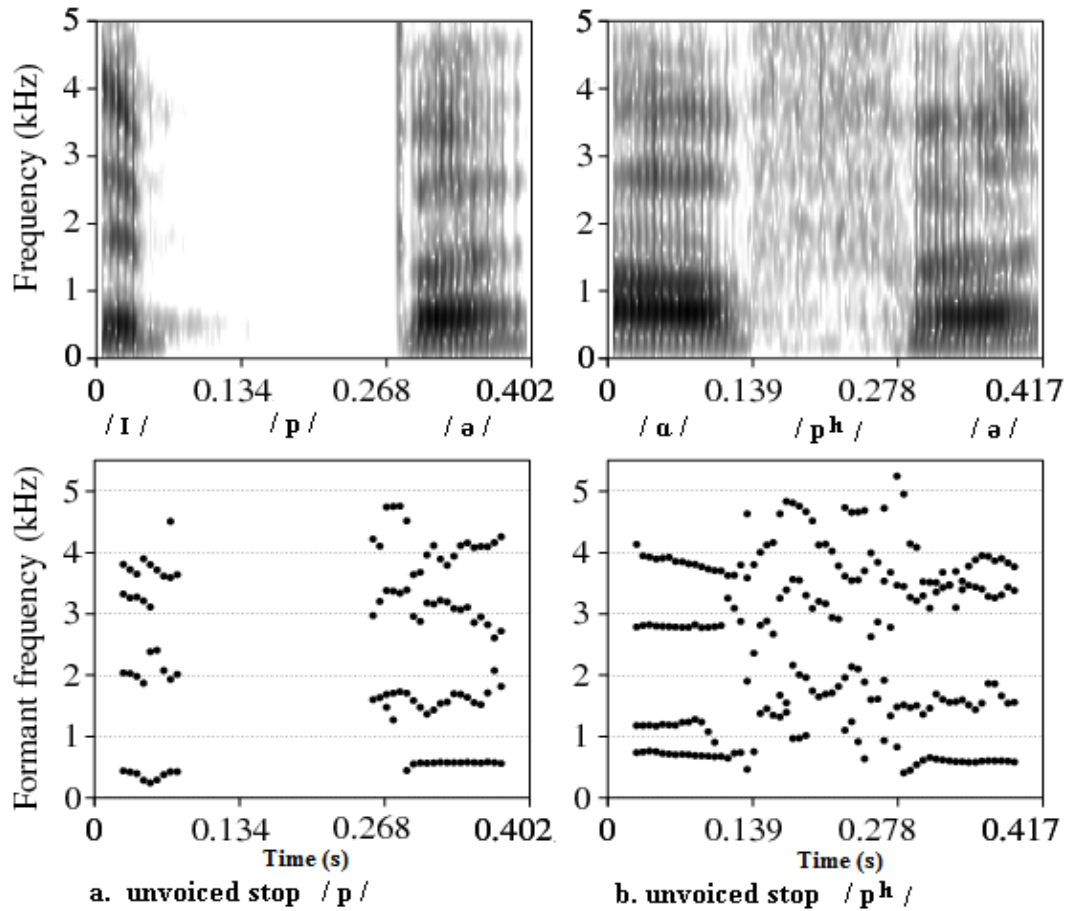 Frequency (kHz)
5
4
3
2
1
0
0 0.134 0.268 0.402
/ ɪ / / p / / ə /
5
4
3
2
1
0
0 0.139 0.278 0.417
/ ɑ / / pʰ / / ə /
Formant frequency (kHz)
5
4
3
2
1
0
0 0.134 0.268 0.402
Time (s)
a. unvoiced stop / p /
5
4
3
2
1
0
0 0.139 0.278 0.417
Time (s)
b. unvoiced stop / pʰ /